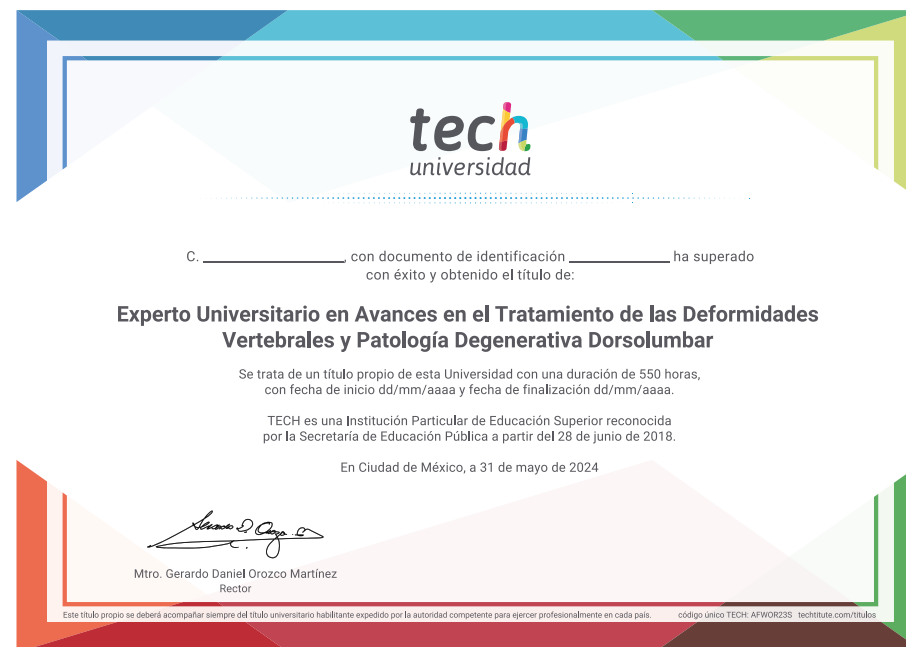 tech
universidad
C. ____________________, con documento de identificación ______________ ha superado
con éxito y obtenido el título de:
Experto Universitario en Avances en el Tratamiento de las Deformidades
Vertebrales y Patología Degenerativa Dorsolumbar
Se trata de un título propio de esta Universidad con una duración de 550 horas,
con fecha de inicio dd/mm/aaaa y fecha de finalización dd/mm/aaaa.
TECH es una Institución Particular de Educación Superior reconocida
por la Secretaría de Educación Pública a partir del 28 de junio de 2018.
En Ciudad de México, a 31 de mayo de 2024
Mtro. Gerardo Daniel Orozco Martínez
Rector
Este título propio se deberá acompañar siempre del título universitario habilitante expedido por la autoridad competente para ejercer profesionalmente en cada país. código único TECH: AFWOR23S techtitute.com/titulos